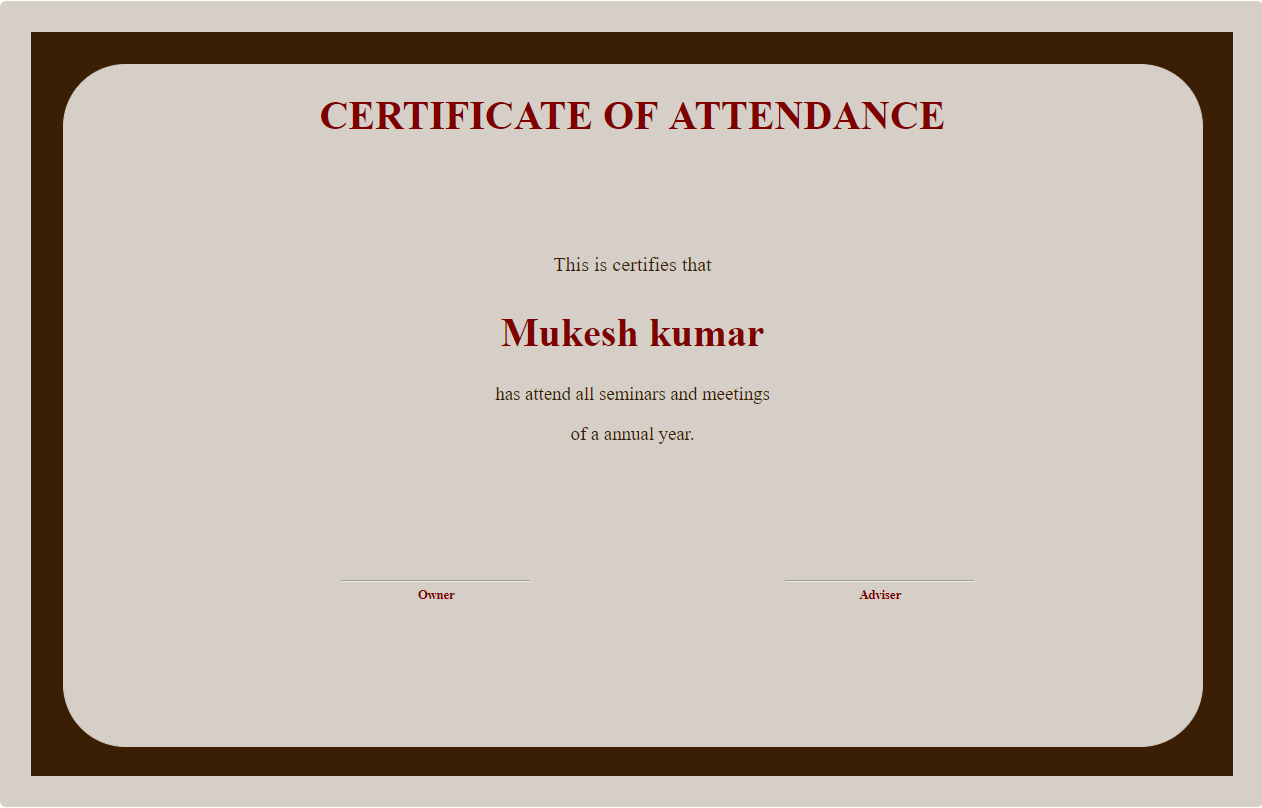 CERTIFICATE OF ATTENDANCE
This is certifies that
Mukesh kumar
has attend all seminars and meetings
of a annual year.
Owner
Adviser